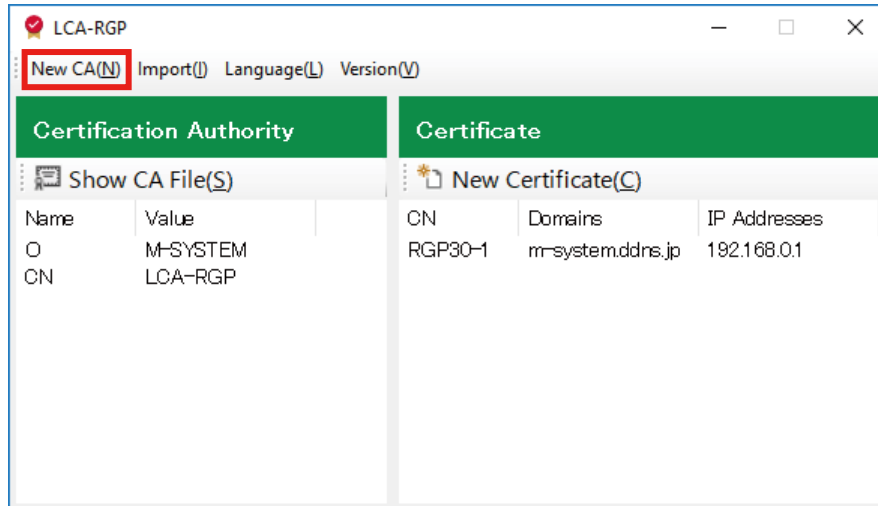 LCA-RGP
New CA(N) Import(I) Language(L) Version(V)
Certification Authority
Show CA File(S)
Name Value
O M-SYSTEM
CN LCA-RGP
Certificate
New Certificate(C)
CN Domains IP Addresses
RGP30-1 m-system.ddns.jp 192.168.0.1